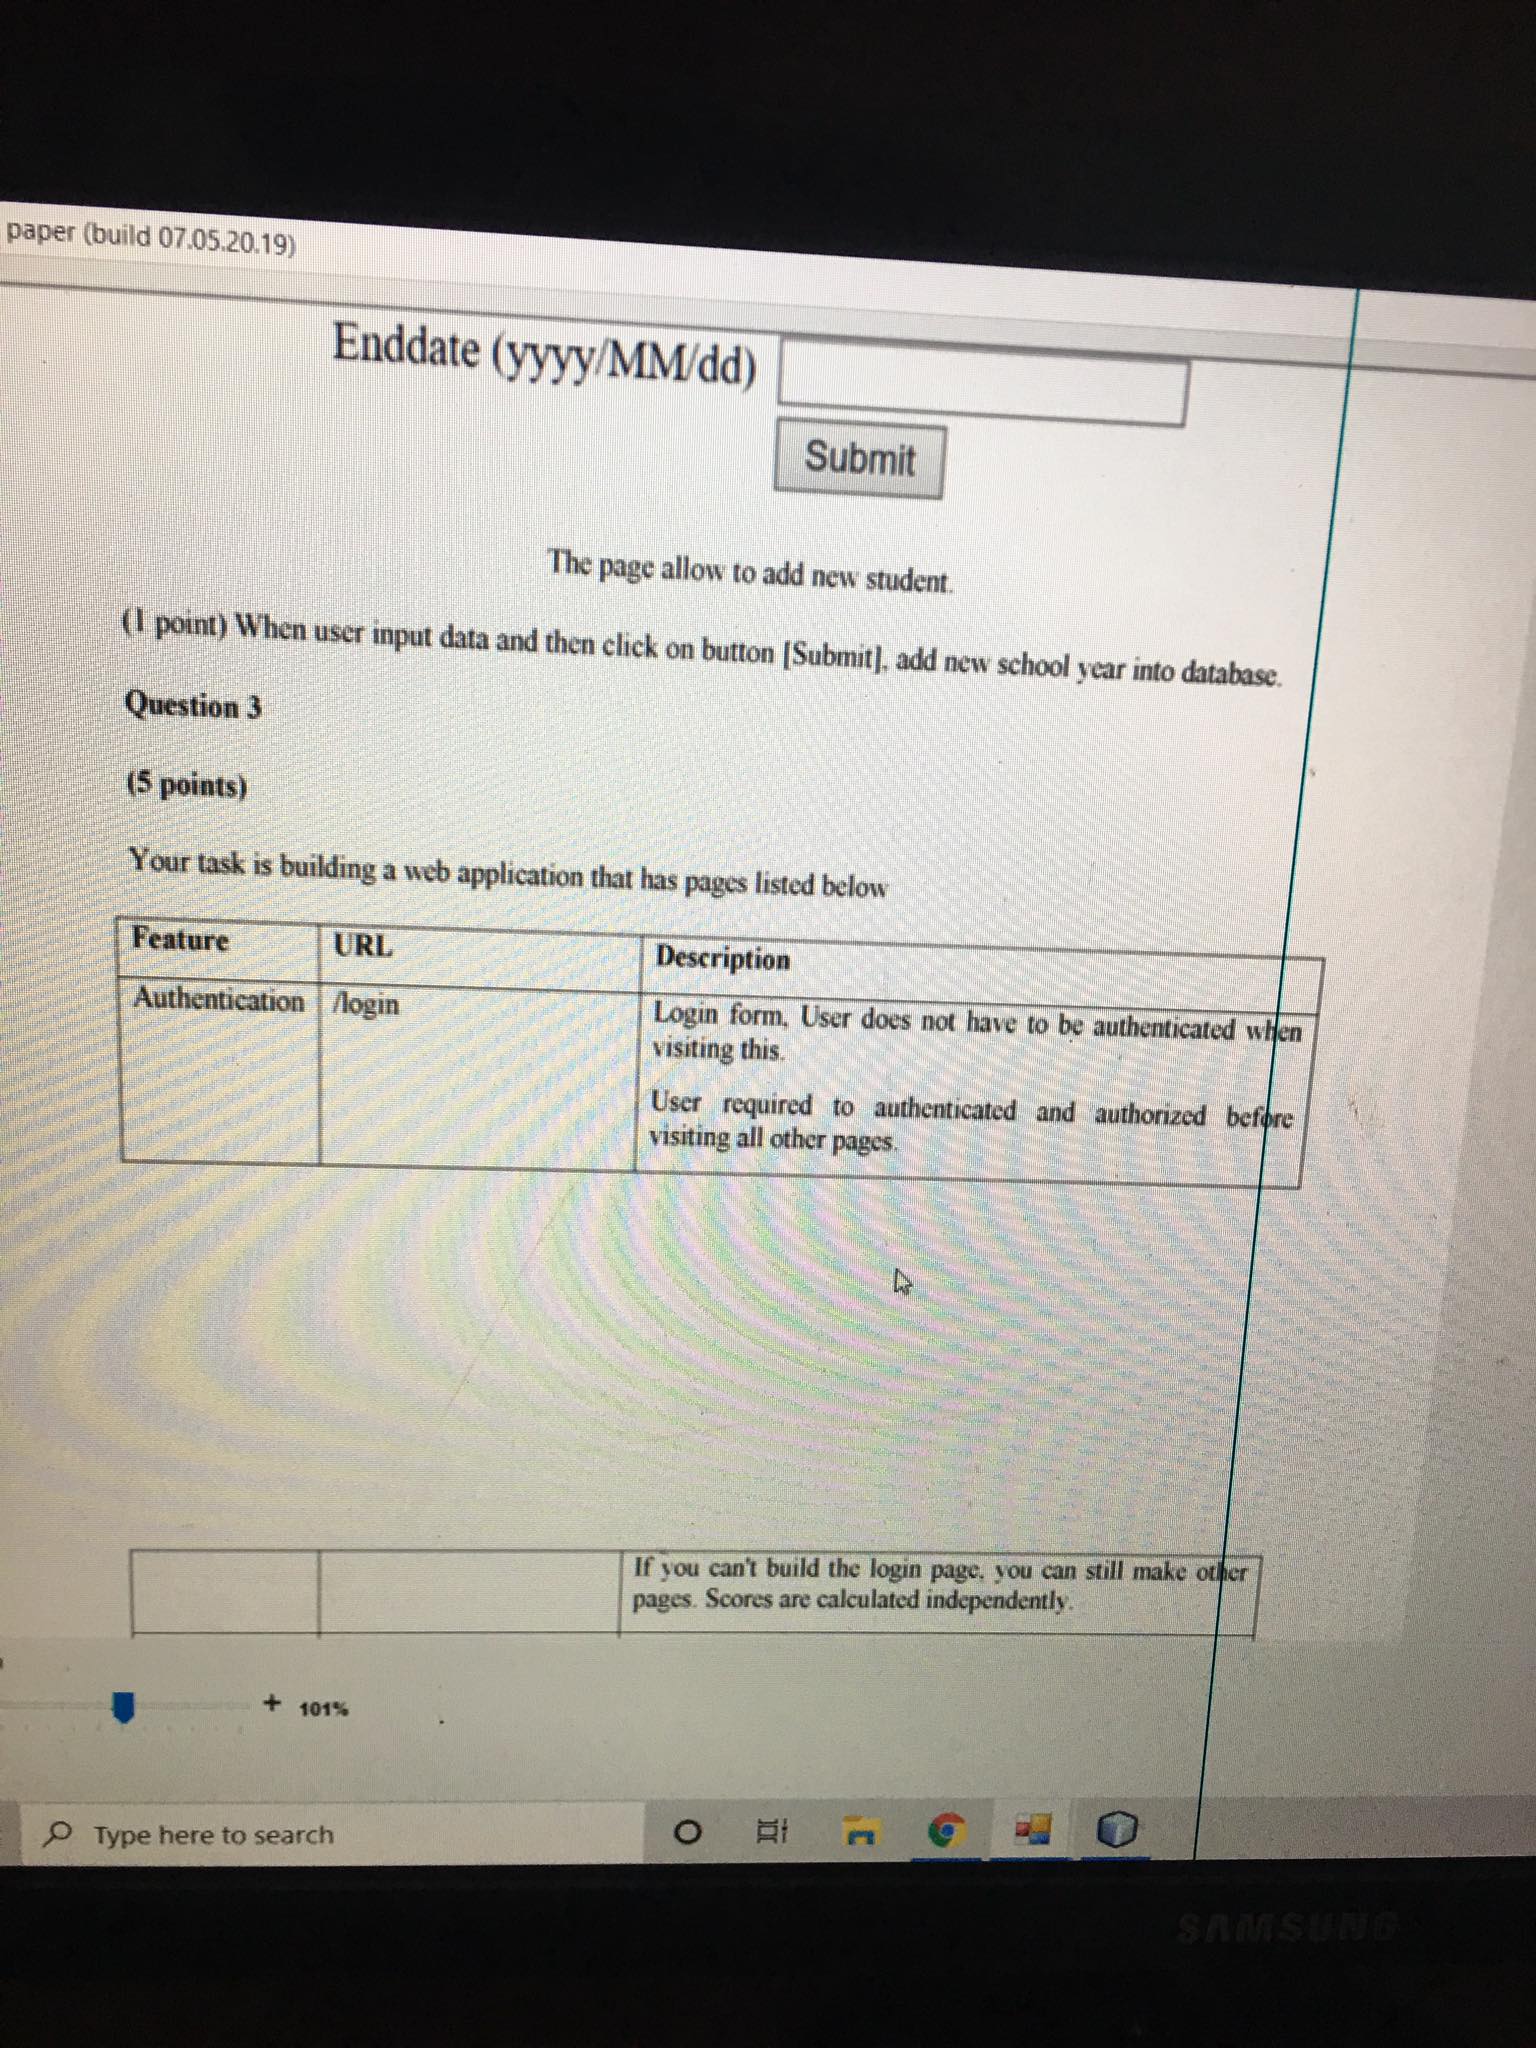 paper (build 07.05.20.19)
Enddate (yyyy/MM/dd)
Submit
The page allow to add new student.
(1 point) When user input data and then click on button [Submit], add new school year into database.
Question 3
(5 points)
Your task is building a web application that has pages listed below
Feature URL Description
Authentication /login Login form, User does not have to be authenticated when
visiting this.
User required to authenticated and authorized before
visiting all other pages.
If you can't build the login page, you can still make other
pages. Scores are calculated independently.
+ 101%
Type here to search
SAMSUNG